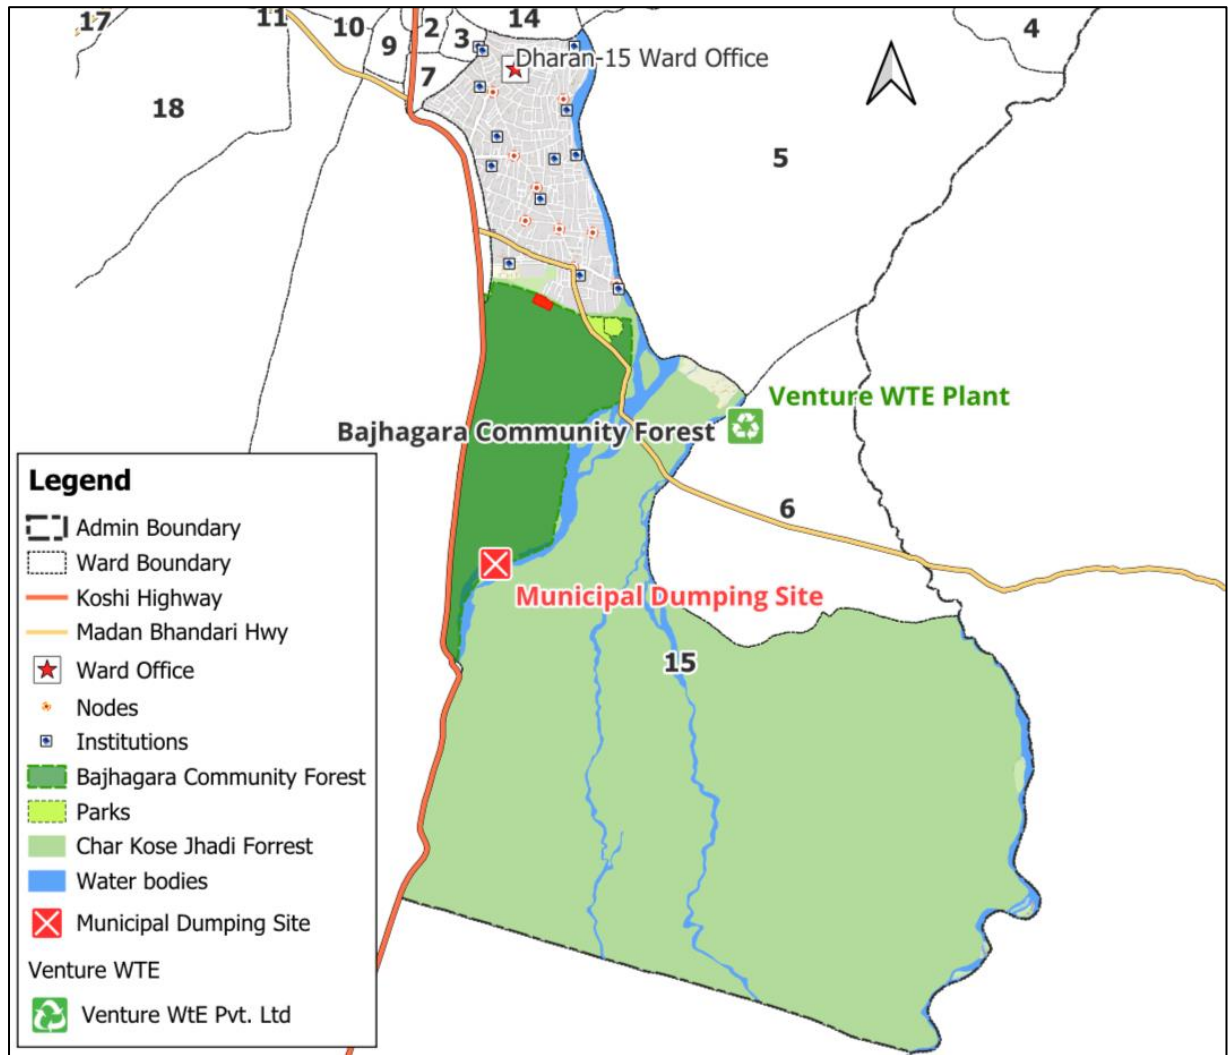 17
11
10
9
2
3
14
4
7
Dharan-15 Ward Office
18
5
Venture WTE Plant
Bajhagara Community Forest
6
Municipal Dumping Site
15
Legend
Admin Boundary
Ward Boundary
Koshi Highway
Madan Bhandari Hwy
Ward Office
Nodes
Institutions
Bajhagara Community Forest
Parks
Char Kose Jhadi Forrest
Water bodies
Municipal Dumping Site
Venture WTE
Venture WtE Pvt. Ltd